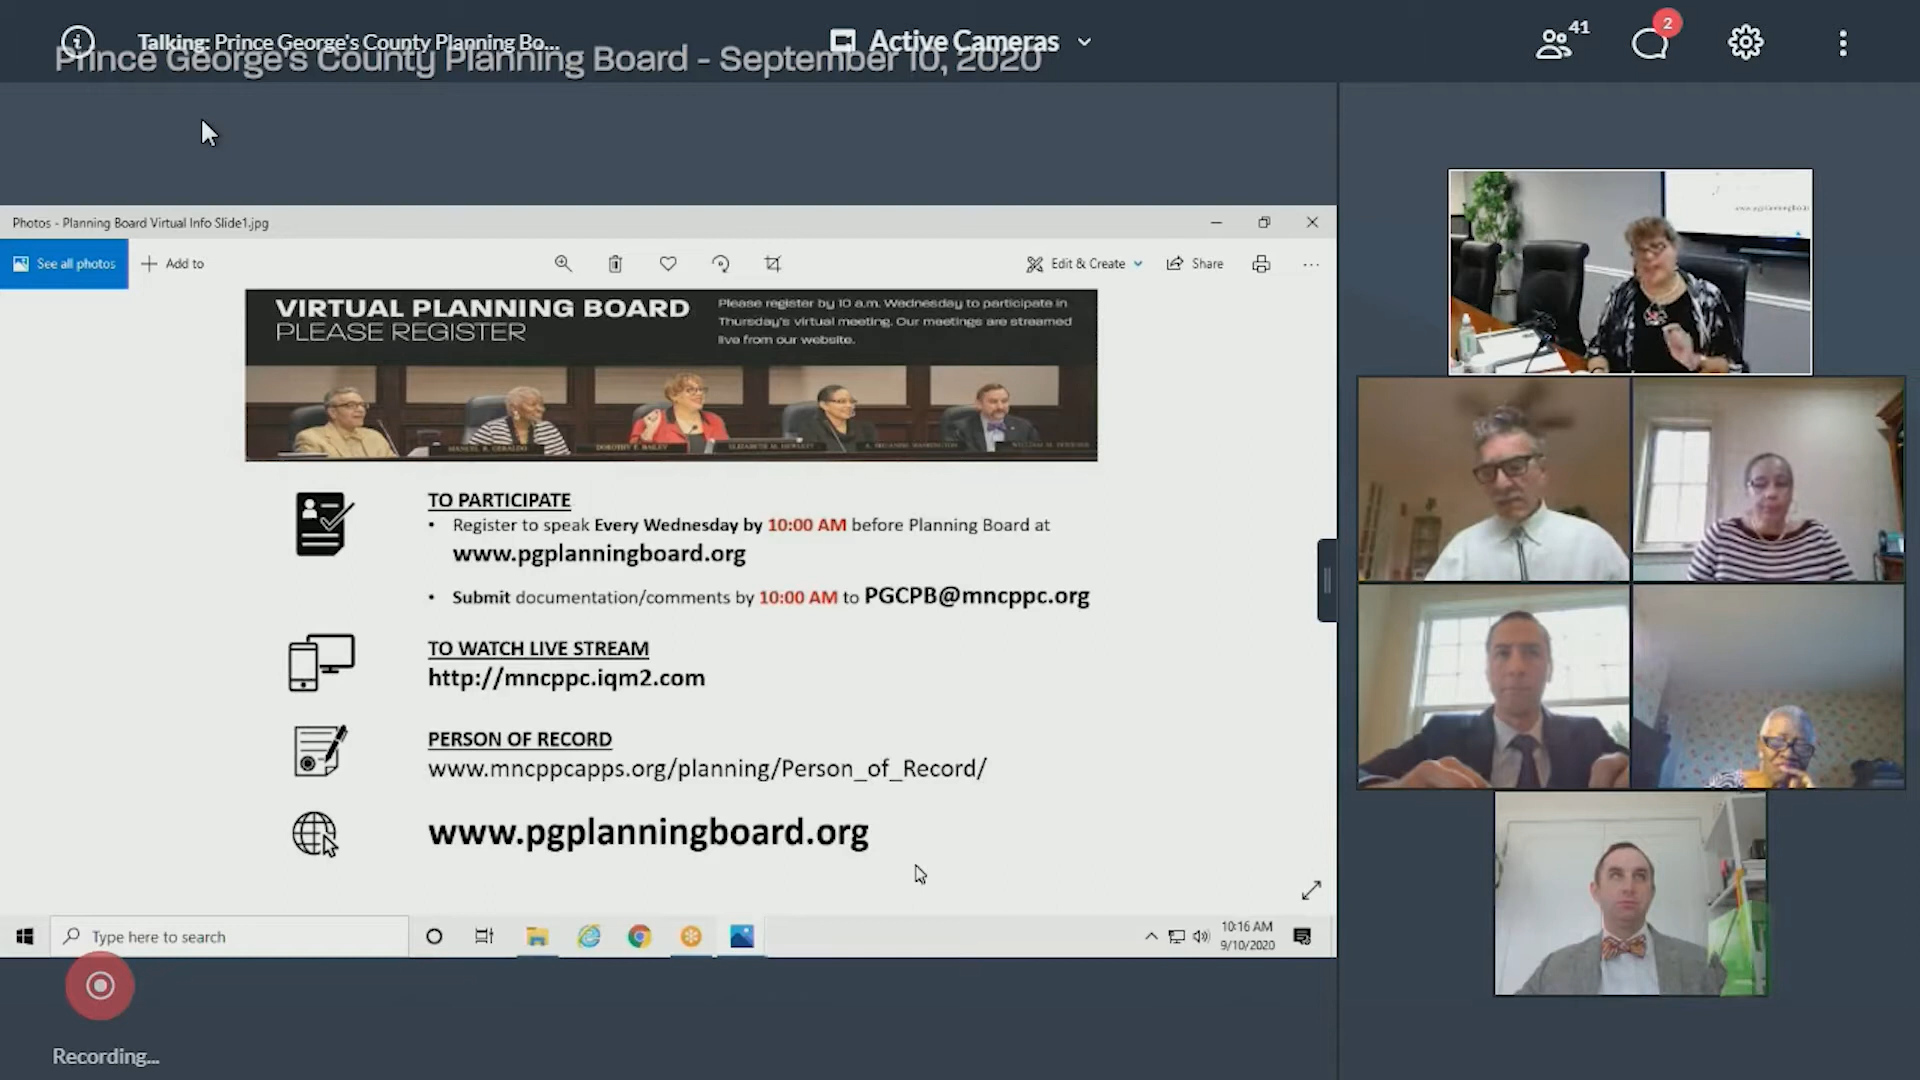 Talking: Prince George's County Planning Bo...
Active Cameras
41
2
Prince George's County Planning Board - September 10, 2020
Photos - Planning Board Virtual Info Slide1.jpg
See all photos
Add to
Edit & Create
Share
VIRTUAL PLANNING BOARD
PLEASE REGISTER
Please register by 10 a.m. Wednesday to participate in
Thursday's virtual meeting. Our meetings are streamed
live from our website.
MANUEL R. GERALDO
DOROTHY F. BAILEY
ELIZABETH M. HEWLETT
TO PARTICIPATE
• Register to speak Every Wednesday by 10:00 AM before Planning Board at
www.pgplanningboard.org
• Submit documentation/comments by 10:00 AM to PGCPB@mncppc.org
TO WATCH LIVE STREAM
http://mncppc.iqm2.com
PERSON OF RECORD
www.mncppcapps.org/planning/Person_of_Record/
www.pgplanningboard.org
Type here to search
10:16 AM
9/10/2020
Recording...